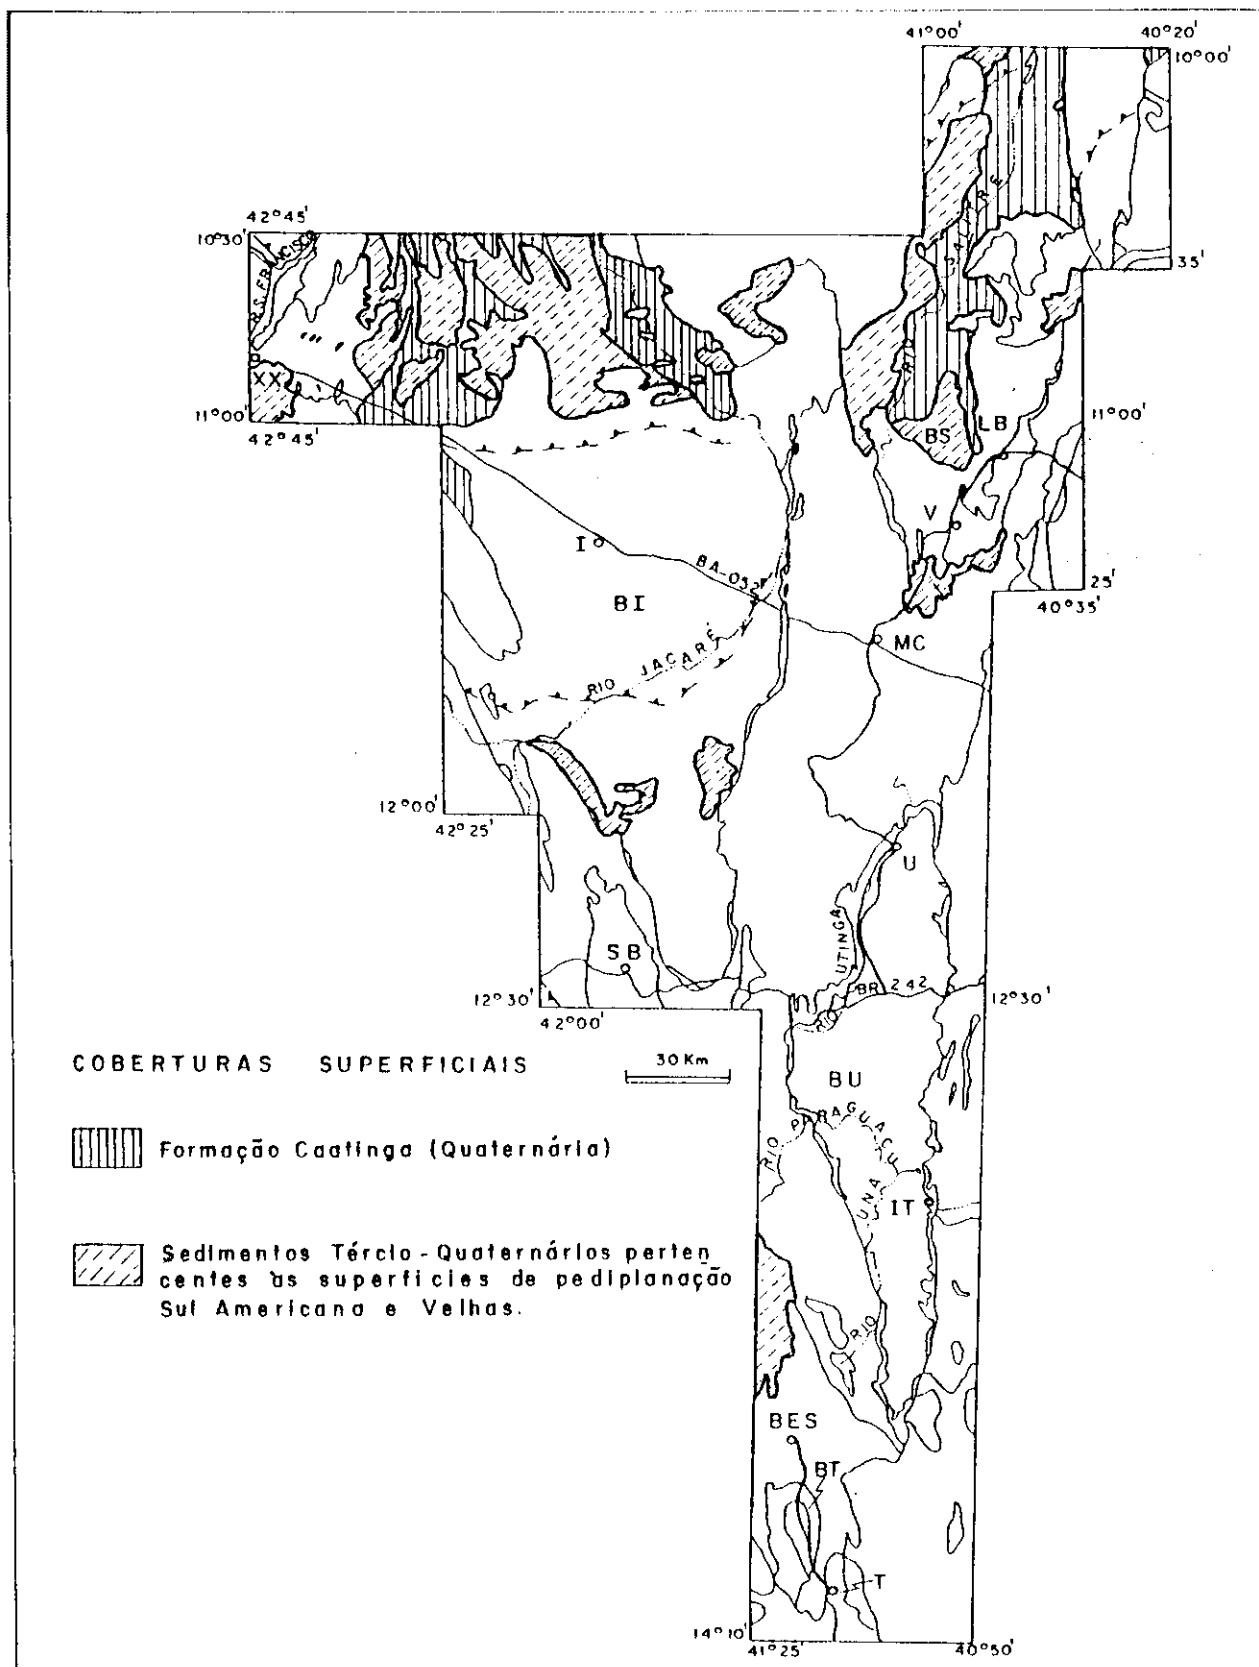 41°00' 40°20'
10°00'
42°45'
10°30'
R.S. FRANCISCO
35'
XX
11°00'
42°45'
BS LB
11°00'
V
I
BA-052
25'
40°35'
BI
MC
RIO JACARÉ
12°00'
42°25'
U
UTINGA
SB
BR 242
12°30'
42°00'
12°30'
RIO
COBERTURAS SUPERFICIAIS
30 Km
BU
RIO PARAGUAÇU
Formação Caatinga (Quaternária)
UNA
IT
Sedimentos Tércio-Quaternários perten
centes às superfícies de pediplanação
Sul Americana e Velhas.
RIO
BES
BT
T
14°10'
41°25'
40°50'